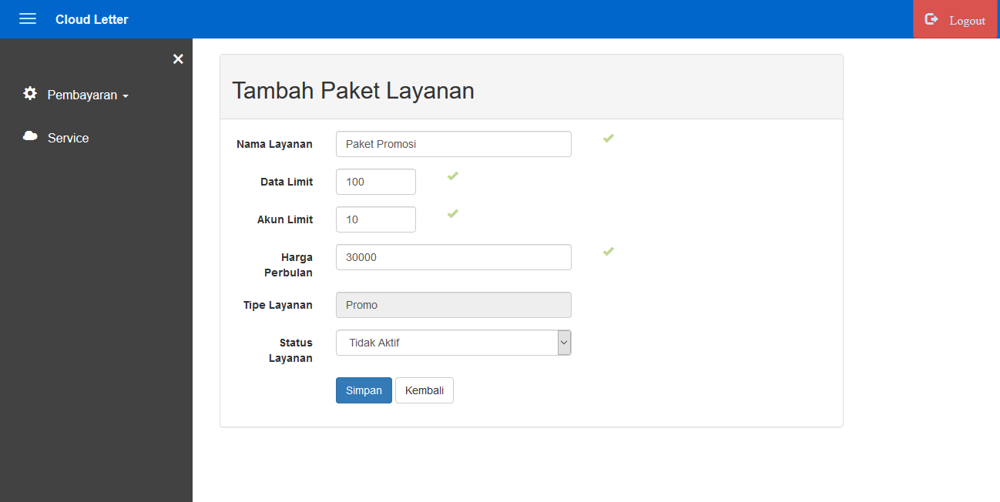 Cloud Letter
Logout
Pembayaran
Service
Tambah Paket Layanan
Nama Layanan
Paket Promosi
Data Limit
100
Akun Limit
10
Harga
Perbulan
30000
Tipe Layanan
Promo
Status
Layanan
Tidak Aktif
Simpan
Kembali